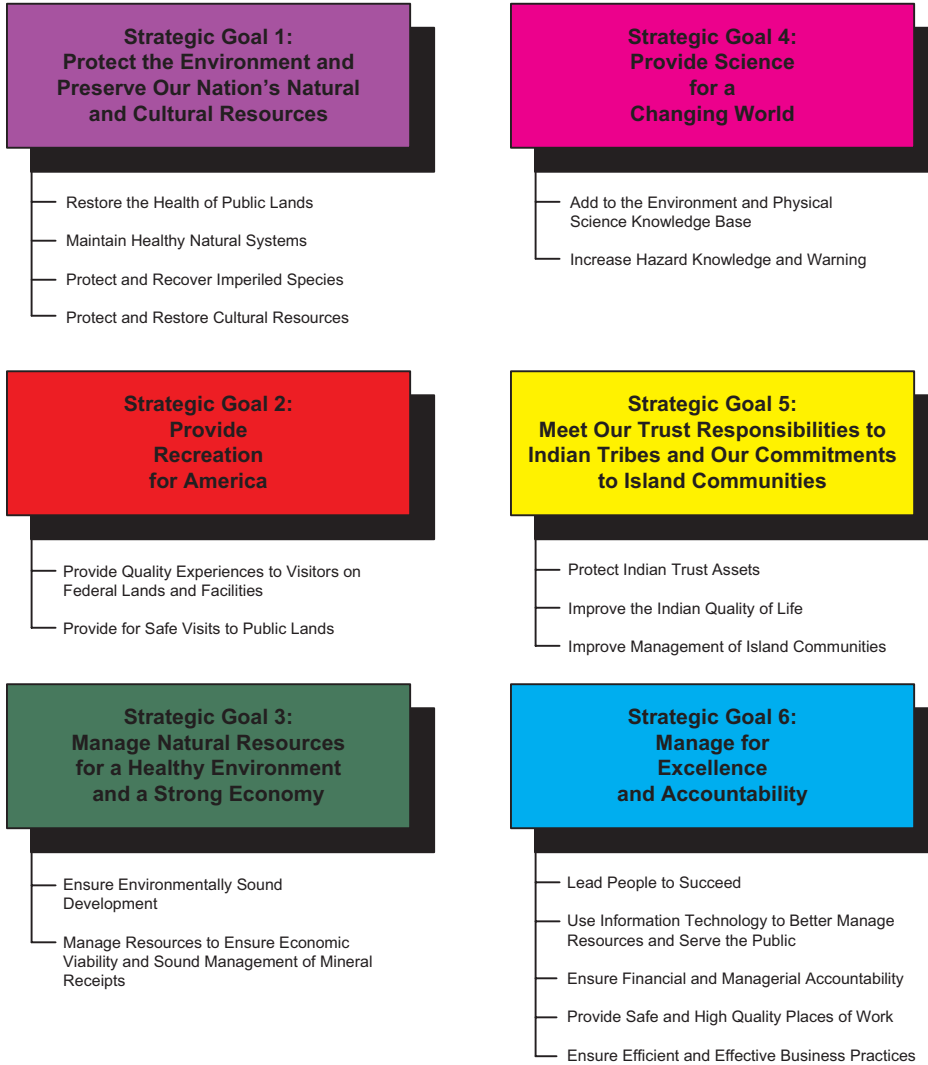 Strategic Goal 1:
Protect the Environment and
Preserve Our Nation’s Natural
and Cultural Resources
Restore the Health of Public Lands
Maintain Healthy Natural Systems
Protect and Recover Imperiled Species
Protect and Restore Cultural Resources
Strategic Goal 2:
Provide
Recreation
for America
Provide Quality Experiences to Visitors on
Federal Lands and Facilities
Provide for Safe Visits to Public Lands
Strategic Goal 3:
Manage Natural Resources
for a Healthy Environment
and a Strong Economy
Ensure Environmentally Sound
Development
Manage Resources to Ensure Economic
Viability and Sound Management of Mineral
Receipts
Strategic Goal 4:
Provide Science
for a
Changing World
Add to the Environment and Physical
Science Knowledge Base
Increase Hazard Knowledge and Warning
Strategic Goal 5:
Meet Our Trust Responsibilities to
Indian Tribes and Our Commitments
to Island Communities
Protect Indian Trust Assets
Improve the Indian Quality of Life
Improve Management of Island Communities
Strategic Goal 6:
Manage for
Excellence
and Accountability
Lead People to Succeed
Use Information Technology to Better Manage
Resources and Serve the Public
Ensure Financial and Managerial Accountability
Provide Safe and High Quality Places of Work
Ensure Efficient and Effective Business Practices